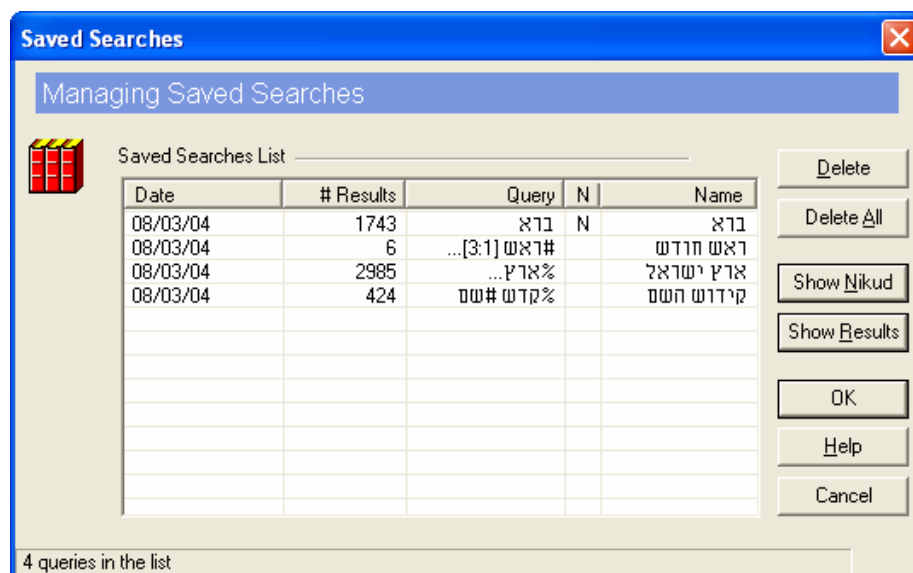 Saved Searches
Managing Saved Searches
Saved Searches List
Date # Results Query N Name
08/03/04 1743 ברא N ברא
08/03/04 6 #ראש [3:1]... ראש חודש
08/03/04 2985 %ארץ... ארץ ישראל
08/03/04 424 %קדש #שם קידוש השם
Delete
Delete All
Show Nikud
Show Results
OK
Help
Cancel
4 queries in the list